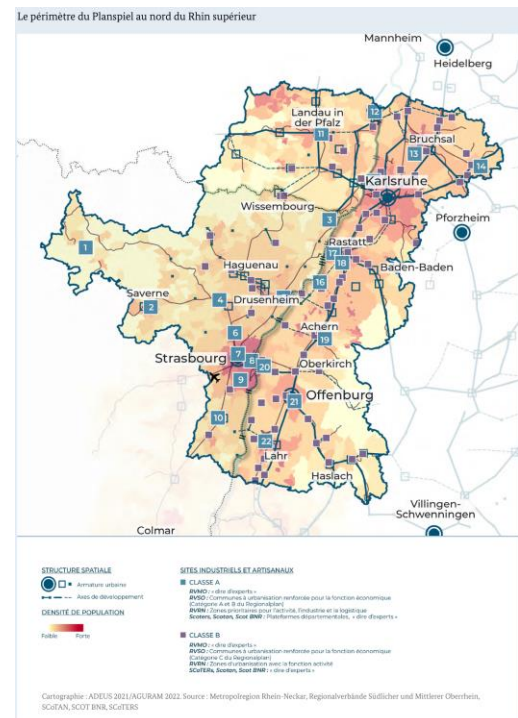 Le périmètre du Planspiel au nord du Rhin supérieur
Mannheim
Heidelberg
Landau in
der Pfalz
12
11
Bruchsal
13
14
Karlsruhe
Wissembourg
3
Pforzheim
1
Rastatt
17
18
Haguenau
Baden-Baden
16
Saverne
2
4
Drusenheim
6
Achern
19
Strasbourg
7
8
20
Oberkirch
9
21
Offenburg
10
22
Lahr
Haslach
Villingen-
Schwenningen
Colmar
STRUCTURE SPATIALE
Armature urbaine
Axes de développement
DENSITÉ DE POPULATION
Faible
Forte
SITES INDUSTRIELS ET ARTISANAUX
CLASSE A
RVMO : « dire d'experts »
RVSO : Communes à urbanisation renforcée pour la fonction économique
(Catégorie A et B du Regionalplan)
RVRN : Zones prioritaires pour l'activité, l'industrie et la logistique
Scoters, Scotan, Scot BNR : Plateformes départementales, « dire d'experts »
CLASSE B
RVMO : « dire d'experts »
RVSO : Communes à urbanisation renforcée pour la fonction économique
(Catégorie C du Regionalplan)
RVRN : Zones d'urbanisation avec la fonction activité
SCoTERs, Scotan, Scot BNR : « dire d'experts »
Cartographie : ADEUS 2021/AGURAM 2022. Source : Metropolregion Rhein-Neckar, Regionalverbände Südlicher und Mittlerer Oberrhein,
SCoTAN, SCOT BNR, SCoTERS